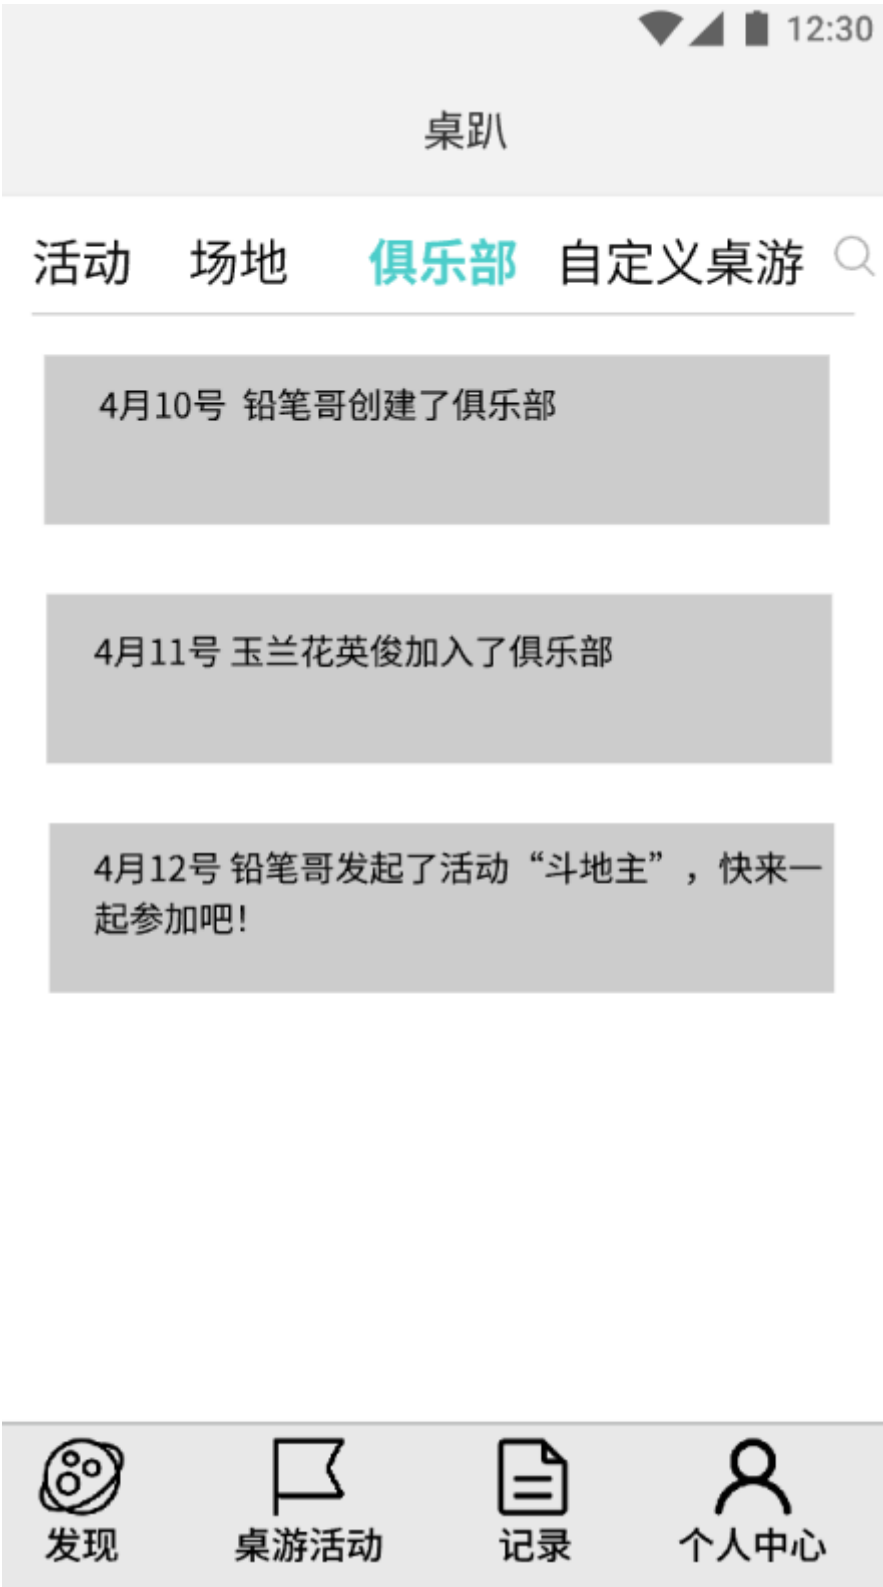 12:30
桌趴
活动 场地 俱乐部 自定义桌游
4月10号 铅笔哥创建了俱乐部
4月11号 玉兰花英俊加入了俱乐部
4月12号 铅笔哥发起了活动“斗地主”，快来一
起参加吧！
发现 桌游活动 记录 个人中心